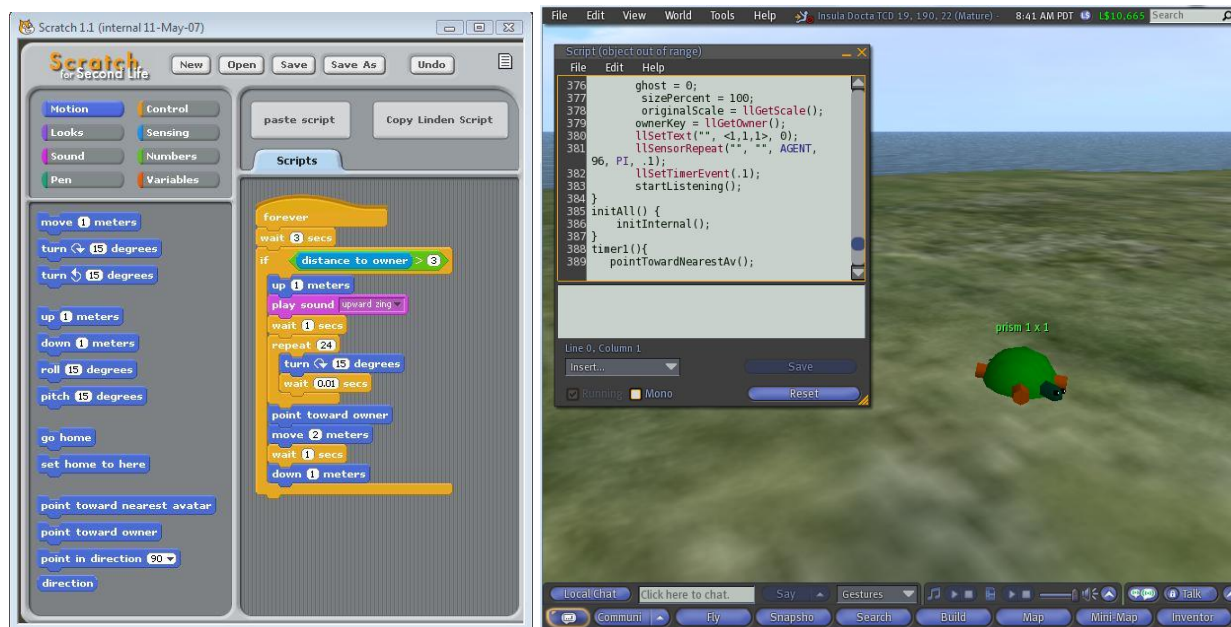 Scratch 1.1 (internal 11-May-07)
Scratch
for Second Life
New Open Save Save As Undo
Motion Control
Looks Sensing
Sound Numbers
Pen Variables
move 1 meters
turn 15 degrees
turn 15 degrees
up 1 meters
down 1 meters
roll 15 degrees
pitch 15 degrees
go home
set home to here
point toward nearest avatar
point toward owner
point in direction 90
direction
paste script Copy Linden Script
Scripts
forever
wait 3 secs
if distance to owner > 3
up 1 meters
play sound upward zing
wait 1 secs
repeat 24
turn 15 degrees
wait 0.01 secs
point toward owner
move 2 meters
wait 1 secs
down 1 meters
File Edit View World Tools Help Insula Docta TCD 19, 190, 22 (Mature) - 8:41 AM PDT L$ L$10,665 Search
Script (object out of range)
File Edit Help
376 ghost = 0;
377 sizePercent = 100;
378 originalScale = llGetScale();
379 ownerKey = llGetOwner();
380 llSetText("", <1,1,1>, 0);
381 llSensorRepeat("", "", AGENT,
96, PI, .1);
382 llSetTimerEvent(.1);
383 startListening();
384 }
385 initAll() {
386 initInternal();
387 }
388 timer1(){
389 pointTowardNearestAv();
Line 0, Column 1
Insert... Save
Running Mono Reset
prism 1 x 1
Local Chat Click here to chat. Say Gestures Talk
Communi Fly Snapsho Search Build Map Mini-Map Inventor